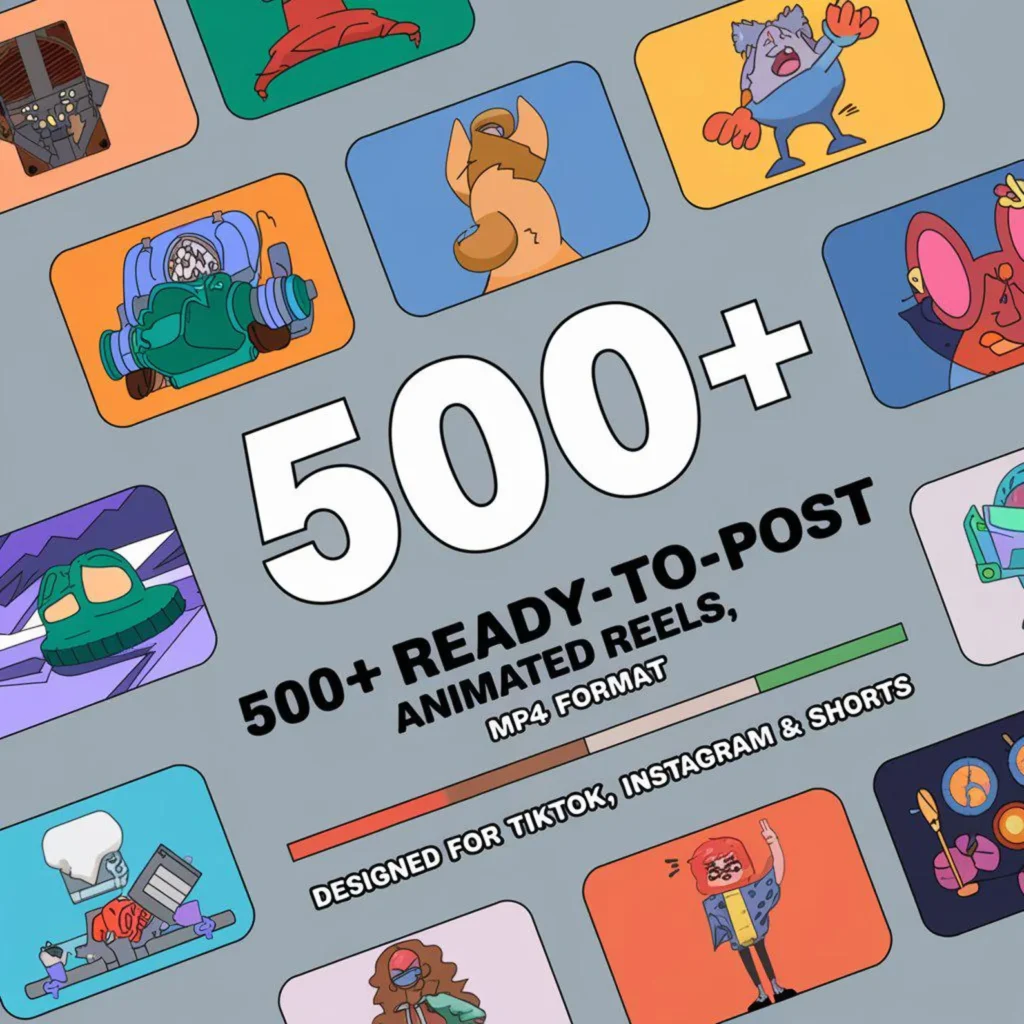 500+
500+ READY-TO-POST
ANIMATED REELS,
MP4 FORMAT
DESIGNED FOR TIKTOK, INSTAGRAM & SHORTS